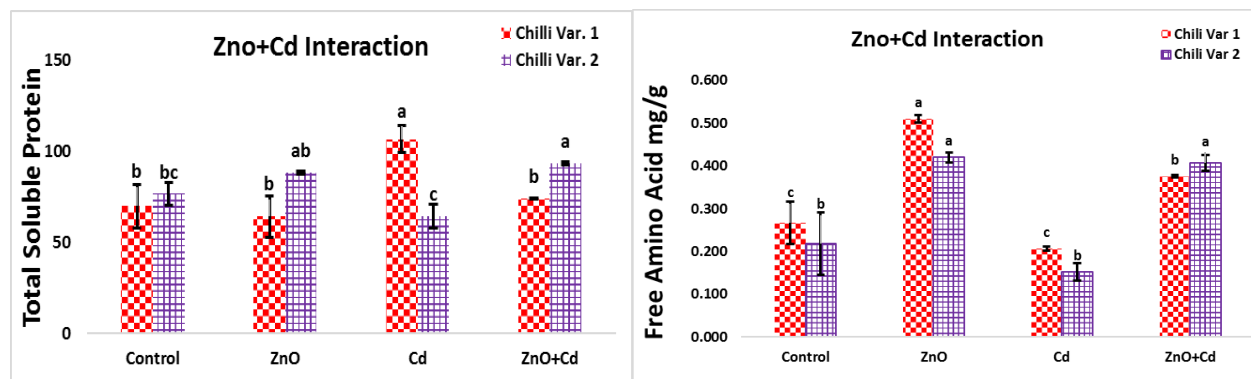 Zno+Cd Interaction
Chilli Var. 1
Chilli Var. 2
Total Soluble Protein
150
100
50
0
b
bc
b
ab
a
c
b
a
Control
ZnO
Cd
ZnO+Cd
Zno+Cd Interaction
Chili Var 1
Chili Var 2
Free Amino Acid mg/g
0.600
0.500
0.400
0.300
0.200
0.100
0.000
c
b
a
a
c
b
b
a
Control
ZnO
Cd
ZnO+Cd